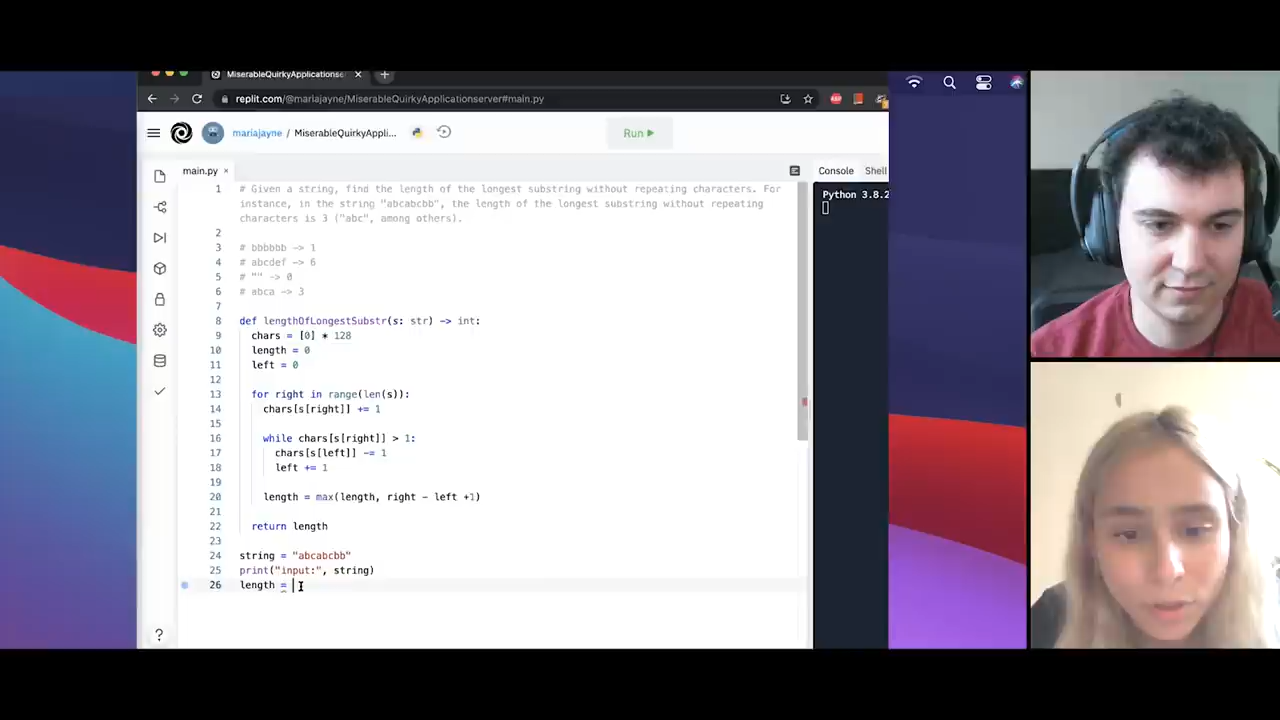 MiserableQuirkyApplicationse
replit.com/@mariajayne/MiserableQuirkyApplicationserver#main.py
mariajayne / MiserableQuirkyAppli...
Run
main.py
Console Shell
1 # Given a string, find the length of the longest substring without repeating characters. For
instance, in the string "abcabcbb", the length of the longest substring without repeating
characters is 3 ("abc", among others).
2
3 # bbbbbb -> 1
4 # abcdef -> 6
5 # "" -> 0
6 # abca -> 3
7
8 def lengthOfLongestSubstr(s: str) -> int:
9 chars = [0] * 128
10 length = 0
11 left = 0
12
13 for right in range(len(s)):
14 chars[s[right]] += 1
15
16 while chars[s[right]] > 1:
17 chars[s[left]] -= 1
18 left += 1
19
20 length = max(length, right - left +1)
21
22 return length
23
24 string = "abcabcbb"
25 print("input:", string)
26 length =
Python 3.8.2
?